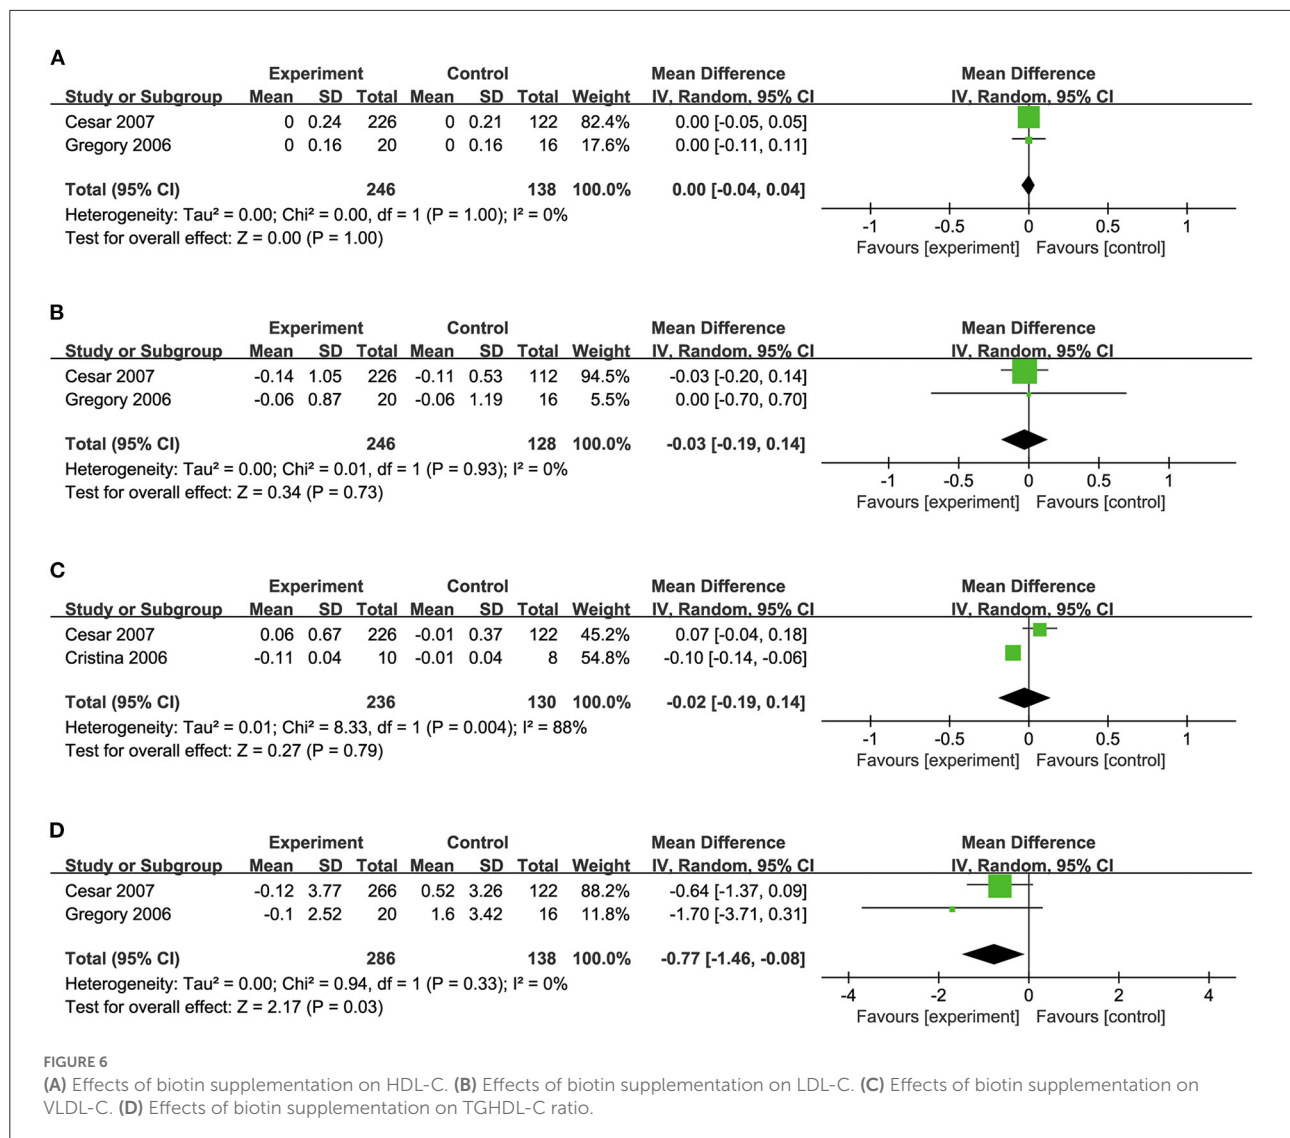 A
Experiment Control Mean Difference Mean Difference
Study or Subgroup Mean SD Total Mean SD Total Weight IV, Random, 95% CI IV, Random, 95% CI
Cesar 2007 0 0.24 226 0 0.21 122 82.4% 0.00 [-0.05, 0.05]
Gregory 2006 0 0.16 20 0 0.16 16 17.6% 0.00 [-0.11, 0.11]
Total (95% CI) 246 138 100.0% 0.00 [-0.04, 0.04]
Heterogeneity: Tau² = 0.00; Chi² = 0.00, df = 1 (P = 1.00); I² = 0%
Test for overall effect: Z = 0.00 (P = 1.00)
-1 -0.5 0 0.5 1
Favours [experiment] Favours [control]
B
Experiment Control Mean Difference Mean Difference
Study or Subgroup Mean SD Total Mean SD Total Weight IV, Random, 95% CI IV, Random, 95% CI
Cesar 2007 -0.14 1.05 226 -0.11 0.53 112 94.5% -0.03 [-0.20, 0.14]
Gregory 2006 -0.06 0.87 20 -0.06 1.19 16 5.5% 0.00 [-0.70, 0.70]
Total (95% CI) 246 128 100.0% -0.03 [-0.19, 0.14]
Heterogeneity: Tau² = 0.00; Chi² = 0.01, df = 1 (P = 0.93); I² = 0%
Test for overall effect: Z = 0.34 (P = 0.73)
-1 -0.5 0 0.5 1
Favours [experiment] Favours [control]
C
Experiment Control Mean Difference Mean Difference
Study or Subgroup Mean SD Total Mean SD Total Weight IV, Random, 95% CI IV, Random, 95% CI
Cesar 2007 0.06 0.67 226 -0.01 0.37 122 45.2% 0.07 [-0.04, 0.18]
Cristina 2006 -0.11 0.04 10 -0.01 0.04 8 54.8% -0.10 [-0.14, -0.06]
Total (95% CI) 236 130 100.0% -0.02 [-0.19, 0.14]
Heterogeneity: Tau² = 0.01; Chi² = 8.33, df = 1 (P = 0.004); I² = 88%
Test for overall effect: Z = 0.27 (P = 0.79)
-1 -0.5 0 0.5 1
Favours [experiment] Favours [control]
D
Experiment Control Mean Difference Mean Difference
Study or Subgroup Mean SD Total Mean SD Total Weight IV, Random, 95% CI IV, Random, 95% CI
Cesar 2007 -0.12 3.77 266 0.52 3.26 122 88.2% -0.64 [-1.37, 0.09]
Gregory 2006 -0.1 2.52 20 1.6 3.42 16 11.8% -1.70 [-3.71, 0.31]
Total (95% CI) 286 138 100.0% -0.77 [-1.46, -0.08]
Heterogeneity: Tau² = 0.00; Chi² = 0.94, df = 1 (P = 0.33); I² = 0%
Test for overall effect: Z = 2.17 (P = 0.03)
-4 -2 0 2 4
Favours [experiment] Favours [control]
FIGURE 6
(A) Effects of biotin supplementation on HDL-C. (B) Effects of biotin supplementation on LDL-C. (C) Effects of biotin supplementation on
VLDL-C. (D) Effects of biotin supplementation on TGHDL-C ratio.